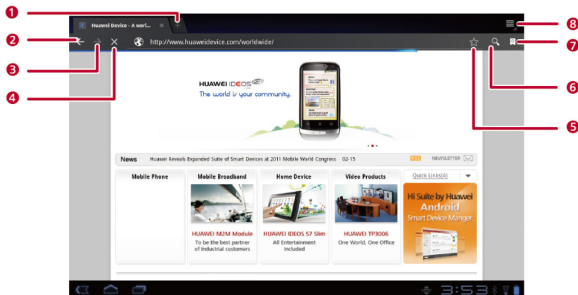 1
Huawei Device - A worl...
8
2
http://www.huaweidevice.com/worldwide/
7
3
4
6
5
HUAWEI IDEOS
The world is your community.
News Huawei Reveals Expanded Suite of Smart Devices at 2011 Mobile World Congress 02-15 RSS NEWSLETTER
Mobile Phone Mobile Broadband Home Device Video Products Quick Links(4)
Hi Suite by Huawei
Android
Smart Device Manger
HUAWEI M2M Module HUAWEI IDEOS S7 Slim HUAWEI TP3006
To be the best partner of Industrial customers
All Entertainment Included
One World, One Office
3:53